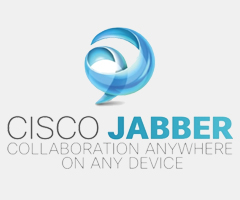 CISCO JABBER
COLLABORATION ANYWHERE
ON ANY DEVICE